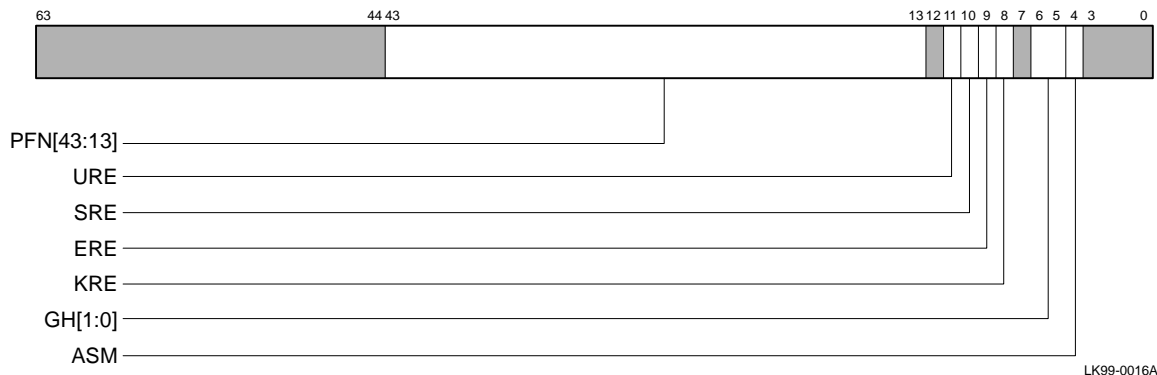 63 44 43 13 12 11 10 9 8 7 6 5 4 3 0
PFN[43:13]
URE
SRE
ERE
KRE
GH[1:0]
ASM
LK99-0016A